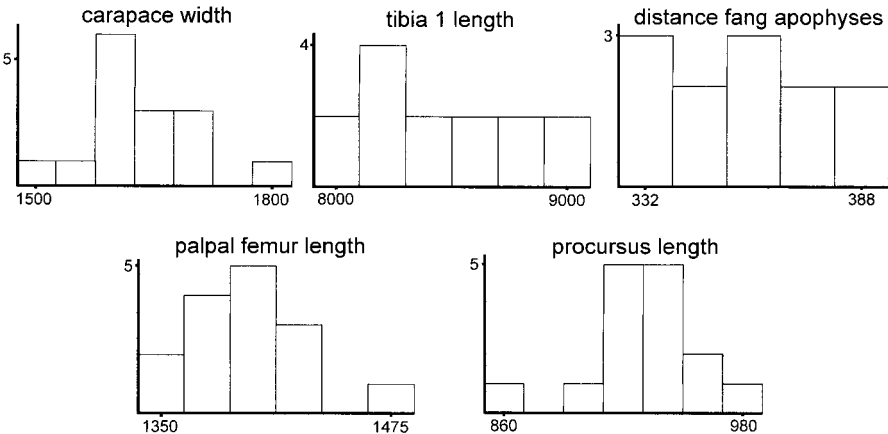 carapace width
5
1500 1800
tibia 1 length
4
8000 9000
distance fang apophyses
3
332 388
palpal femur length
5
1350 1475
procursus length
5
860 980